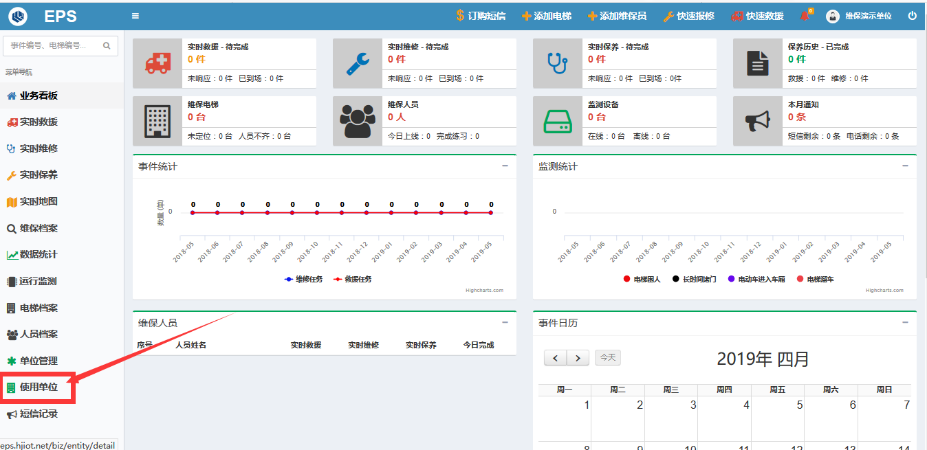 EPS
订购短信 添加电梯 添加维保员 快速报修 快速救援 维保演示单位
事件编号、电梯编号...
菜单导航
业务看板
实时救援
实时维修
实时保养
实时地图
维保档案
数据统计
运行监测
电梯档案
人员档案
单位管理
使用单位
短信记录
eps.hjiot.net/biz/entity/detail
实时救援 - 待完成
0 件
未响应：0 件 已到场：0 件
实时维修 - 待完成
0 件
未响应：0 件 已到场：0 件
实时保养 - 待完成
0 件
未响应：0 件 已到场：0 件
保养历史 - 已完成
0 件
救援：0 件 维修：0 件
维保电梯
0 台
未定位：0 台 人员不齐：0 台
维保人员
0 人
今日上线：0 完成练习：0
监测设备
0 台
在线：0 台 离线：0 台
本月通知
0 条
短信剩余：0 条 电话剩余：0 条
事件统计
0 0 0 0 0 0 0 0 0 0 0 0 0
0
2018-05 2018-06 2018-07 2018-08 2018-09 2018-10 2018-11 2018-12 2019-01 2019-02 2019-03 2019-04 2019-05
维修任务 救援任务
Highcharts.com
监测统计
0
2018-05 2018-06 2018-07 2018-08 2018-09 2018-10 2018-11 2018-12 2019-01 2019-02 2019-03 2019-04 2019-05
电梯困人 长时间堵门 电动车进入车厢 电梯蹿车
Highcharts.com
维保人员
序号 人员姓名 实时救援 实时维修 实时保养 今日完成
事件日历
今天
2019年 四月
周一 周二 周三 周四 周五 周六 周日
1 2 3 4 5 6 7
8 9 10 11 12 13 14